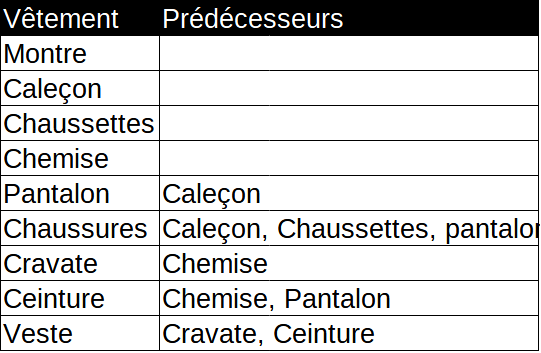 Vêtement Prédécesseurs
Montre
Caleçon
Chaussettes
Chemise
Pantalon Caleçon
Chaussures Caleçon, Chaussettes, pantalon
Cravate Chemise
Ceinture Chemise, Pantalon
Veste Cravate, Ceinture